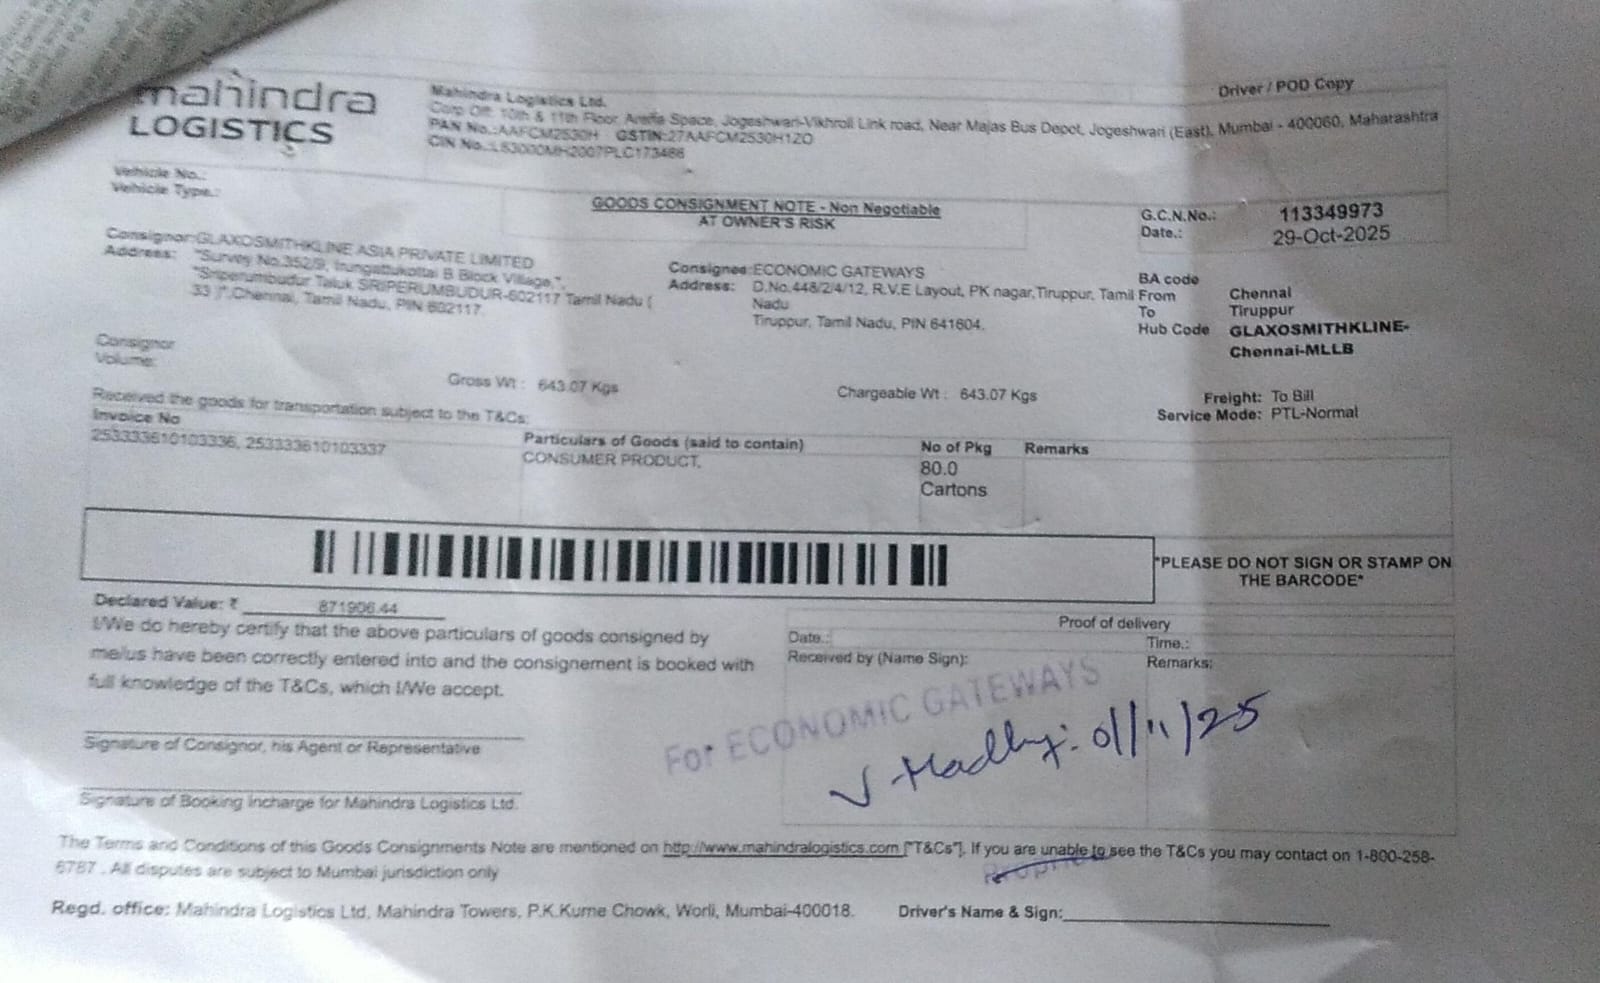 mahindra
LOGISTICS
Mahindra Logistics Ltd.
Corp Off: 10th & 11th Floor, Arena Space, Jogeshwari-Vikhroli Link road, Near Majas Bus Depot, Jogeshwari (East), Mumbai - 400060, Maharashtra
PAN No.:AAFCM2530H GSTIN:27AAFCM2530H1ZO
CIN No.:L63000MH2007PLC173466
Driver / POD Copy
Vehicle No.:
Vehicle Type.:
GOODS CONSIGNMENT NOTE - Non Negotiable
AT OWNER'S RISK
G.C.N.No.: 113349973
Date.: 29-Oct-2025
Consignor:GLAXOSMITHKLINE ASIA PRIVATE LIMITED
Address: "Survey No.352/9, Irungattukottai B Block Village,",
"Sriperumbudur Taluk SRIPERUMBUDUR-602117 Tamil Nadu (
33 )",Chennai, Tamil Nadu, PIN 602117.
Consignee:ECONOMIC GATEWAYS
Address: D.No.448/2/4/12, R.V.E Layout, PK nagar,Tiruppur, Tamil
Nadu
Tiruppur, Tamil Nadu, PIN 641604.
BA code
From Chennai
To Tiruppur
Hub Code GLAXOSMITHKLINE-
Chennai-MLLB
Consignor
Volume:
Gross Wt : 643.07 Kgs
Chargeable Wt : 643.07 Kgs
Freight: To Bill
Service Mode: PTL-Normal
Received the goods for transportation subject to the T&Cs:
Invoice No
253333610103336, 253333610103337
Particulars of Goods (said to contain)
CONSUMER PRODUCT,
No of Pkg
80.0
Cartons
Remarks
*PLEASE DO NOT SIGN OR STAMP ON
THE BARCODE*
Declared Value: ₹ 871906.44
I/We do hereby certify that the above particulars of goods consigned by
me/us have been correctly entered into and the consignement is booked with
full knowledge of the T&Cs, which I/We accept.
Proof of delivery
Date.:
Time.:
Received by (Name Sign):
Remarks:
For ECONOMIC GATEWAYS
01/11/25
Signature of Consignor, his Agent or Representative
Signature of Booking Incharge for Mahindra Logistics Ltd.
The Terms and Conditions of this Goods Consignments Note are mentioned on http://www.mahindralogistics.com ["T&Cs"]. If you are unable to see the T&Cs you may contact on 1-800-258-
6787 . All disputes are subject to Mumbai jurisdiction only
Regd. office: Mahindra Logistics Ltd, Mahindra Towers, P.K.Kurne Chowk, Worli, Mumbai-400018.
Driver's Name & Sign: